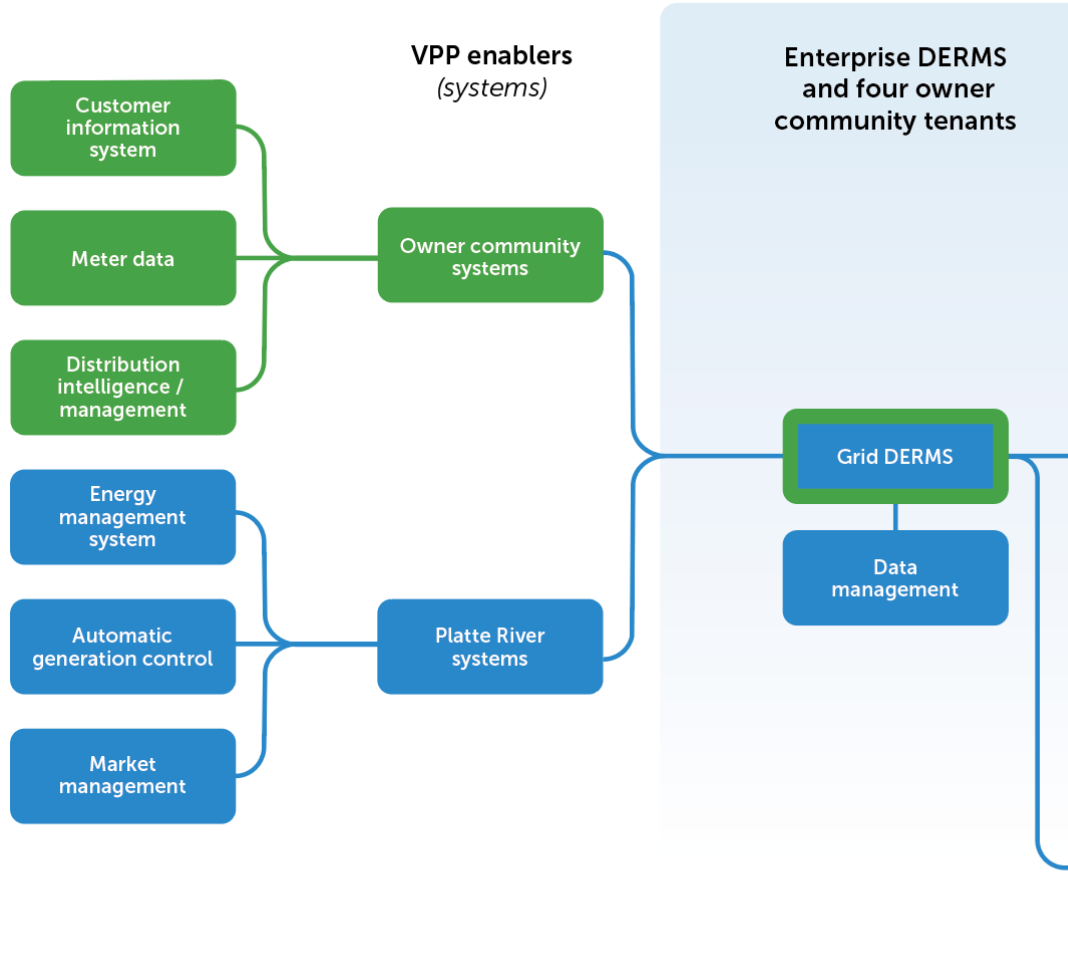 VPP enablers
(systems)
Enterprise DERMS
and four owner
community tenants
Customer
information
system
Meter data
Distribution
intelligence /
management
Owner community
systems
Energy
management
system
Automatic
generation control
Market
management
Platte River
systems
Grid DERMS
Data
management